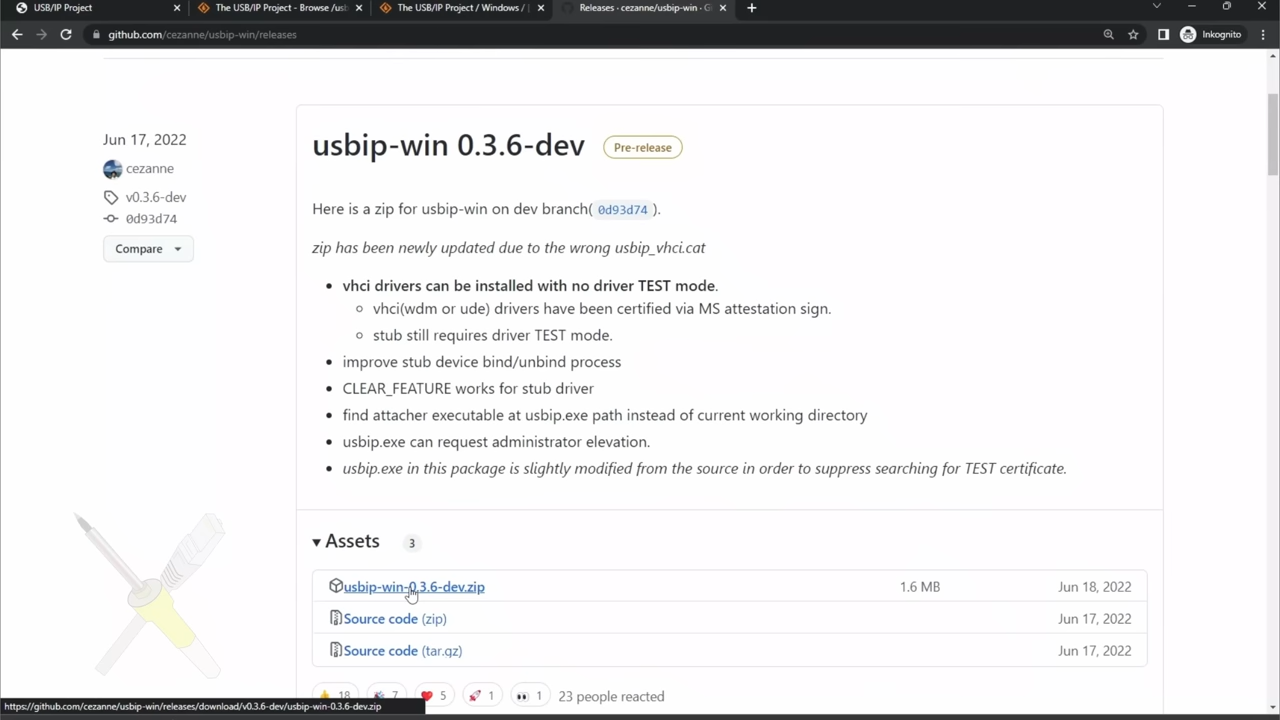 USB/IP Project
The USB/IP Project - Browse /usb
The USB/IP Project / Windows /
Releases · cezanne/usbip-win · G
github.com/cezanne/usbip-win/releases
Inkognito
Jun 17, 2022
cezanne
v0.3.6-dev
0d93d74
Compare
usbip-win 0.3.6-dev
Pre-release
Here is a zip for usbip-win on dev branch( 0d93d74 ).
zip has been newly updated due to the wrong usbip_vhci.cat
vhci drivers can be installed with no driver TEST mode.
vhci(wdm or ude) drivers have been certified via MS attestation sign.
stub still requires driver TEST mode.
improve stub device bind/unbind process
CLEAR_FEATURE works for stub driver
find attacher executable at usbip.exe path instead of current working directory
usbip.exe can request administrator elevation.
usbip.exe in this package is slightly modified from the source in order to suppress searching for TEST certificate.
Assets 3
usbip-win-0.3.6-dev.zip 1.6 MB Jun 18, 2022
Source code (zip) Jun 17, 2022
Source code (tar.gz) Jun 17, 2022
18 7 5 1 1 23 people reacted
https://github.com/cezanne/usbip-win/releases/download/v0.3.6-dev/usbip-win-0.3.6-dev.zip